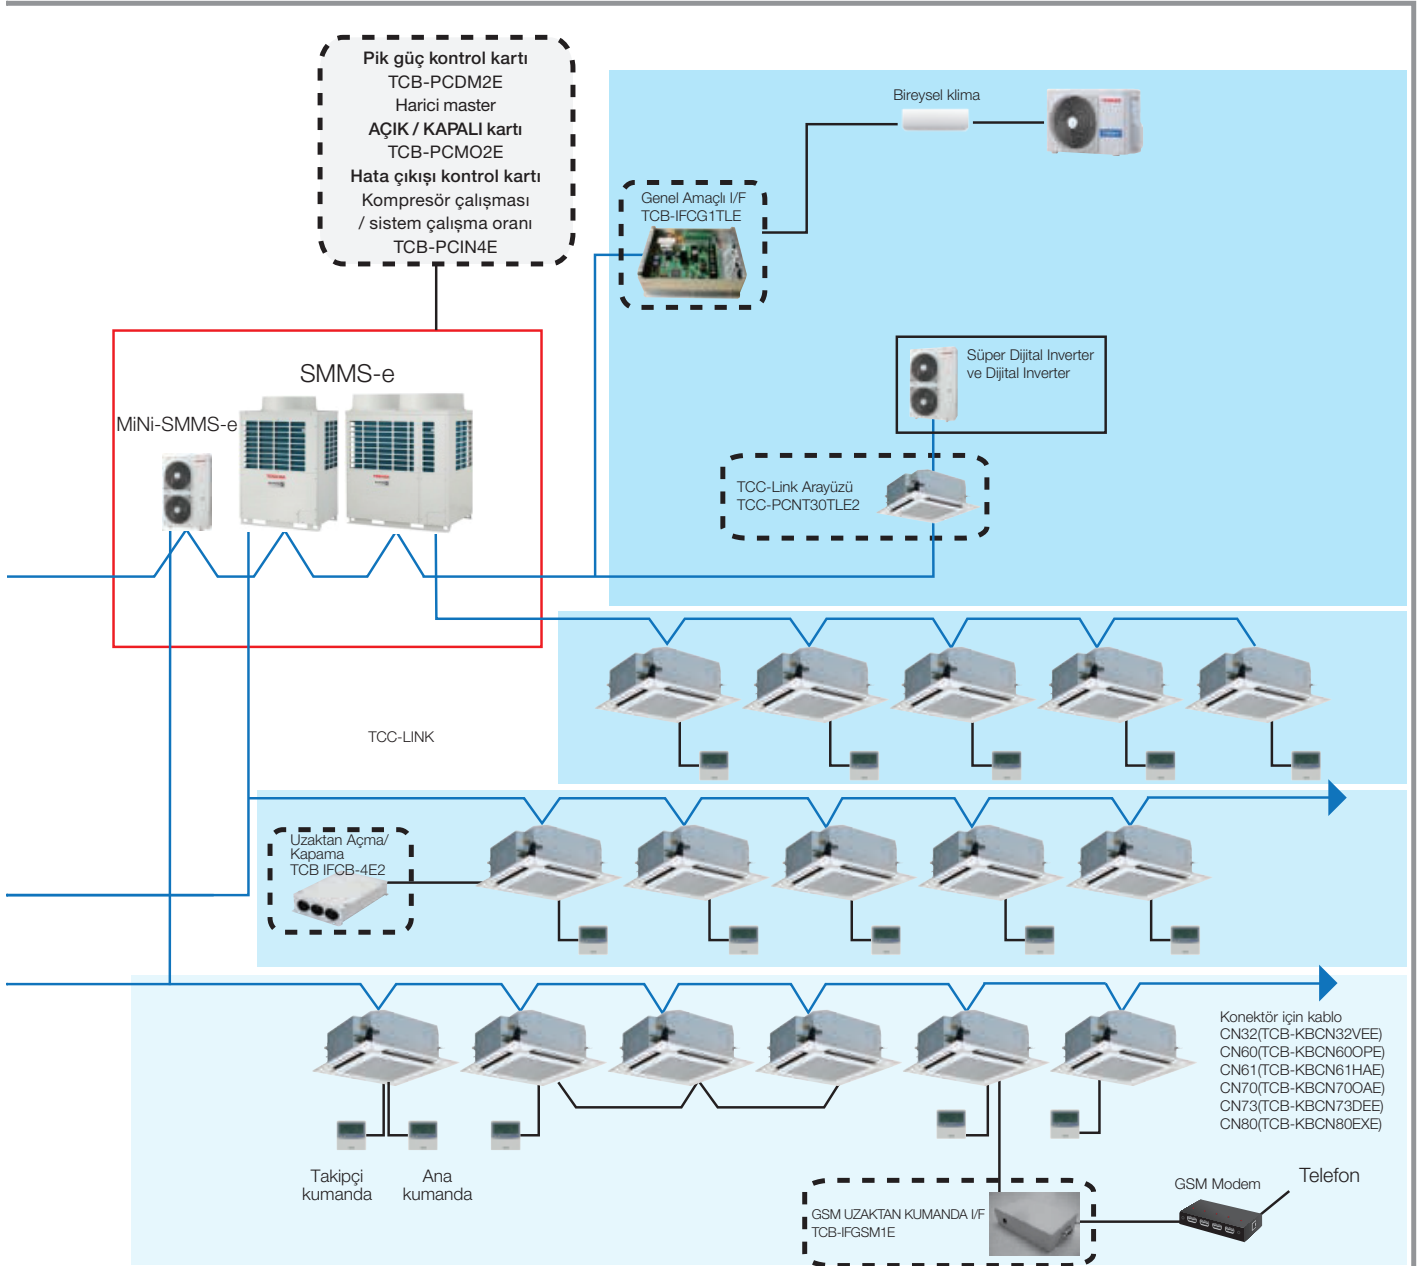 Pik güç kontrol kartı
TCB-PCDM2E
Harici master
AÇIK / KAPALI kartı
TCB-PCMO2E
Hata çıkışı kontrol kartı
Kompresör çalışması
/ sistem çalışma oranı
TCB-PCIN4E
Bireysel klima
Genel Amaçlı I/F
TCB-IFCG1TLE
Süper Dijital Inverter
ve Dijital Inverter
TCC-Link Arayüzü
TCC-PCNT30TLE2
SMMS-e
MiNi-SMMS-e
TCC-LINK
Uzaktan Açma/
Kapama
TCB IFCB-4E2
Konektör için kablo
CN32(TCB-KBCN32VEE)
CN60(TCB-KBCN60OPE)
CN61(TCB-KBCN61HAE)
CN70(TCB-KBCN70OAE)
CN73(TCB-KBCN73DEE)
CN80(TCB-KBCN80EXE)
Takipçi
kumanda
Ana
kumanda
GSM UZAKTAN KUMANDA I/F
TCB-IFGSM1E
GSM Modem
Telefon